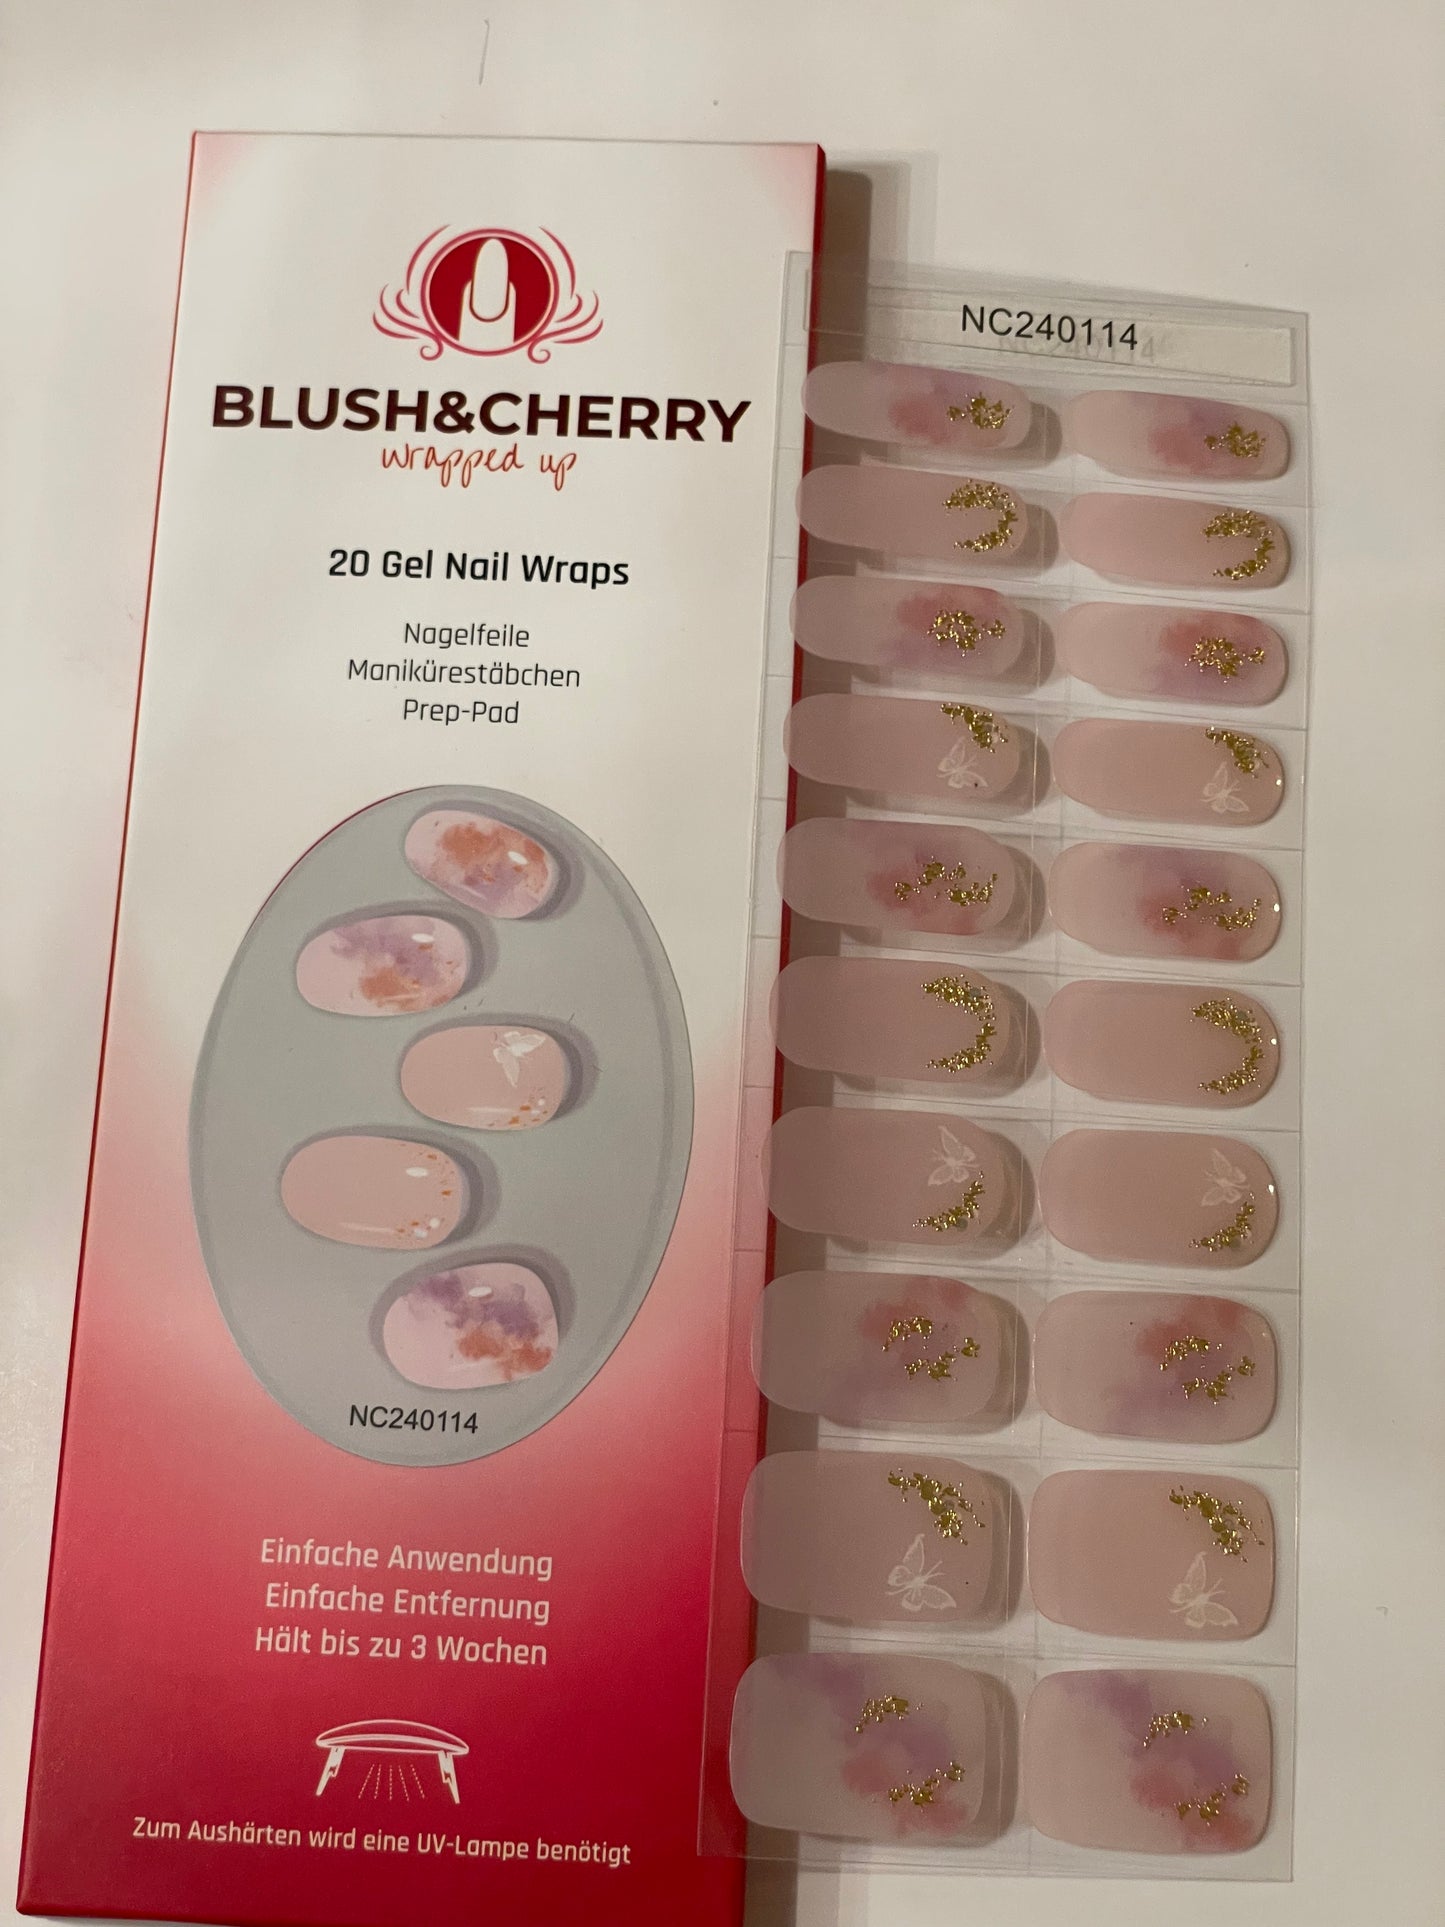 BLUSH&CHERRY
wrapped up
20 Gel Nail Wraps
Nagelfeile
Manikürestäbchen
Prep-Pad
NC240114
Einfache Anwendung
Einfache Entfernung
Hält bis zu 3 Wochen
Zum Aushärten wird eine UV-Lampe benötigt
NC240114